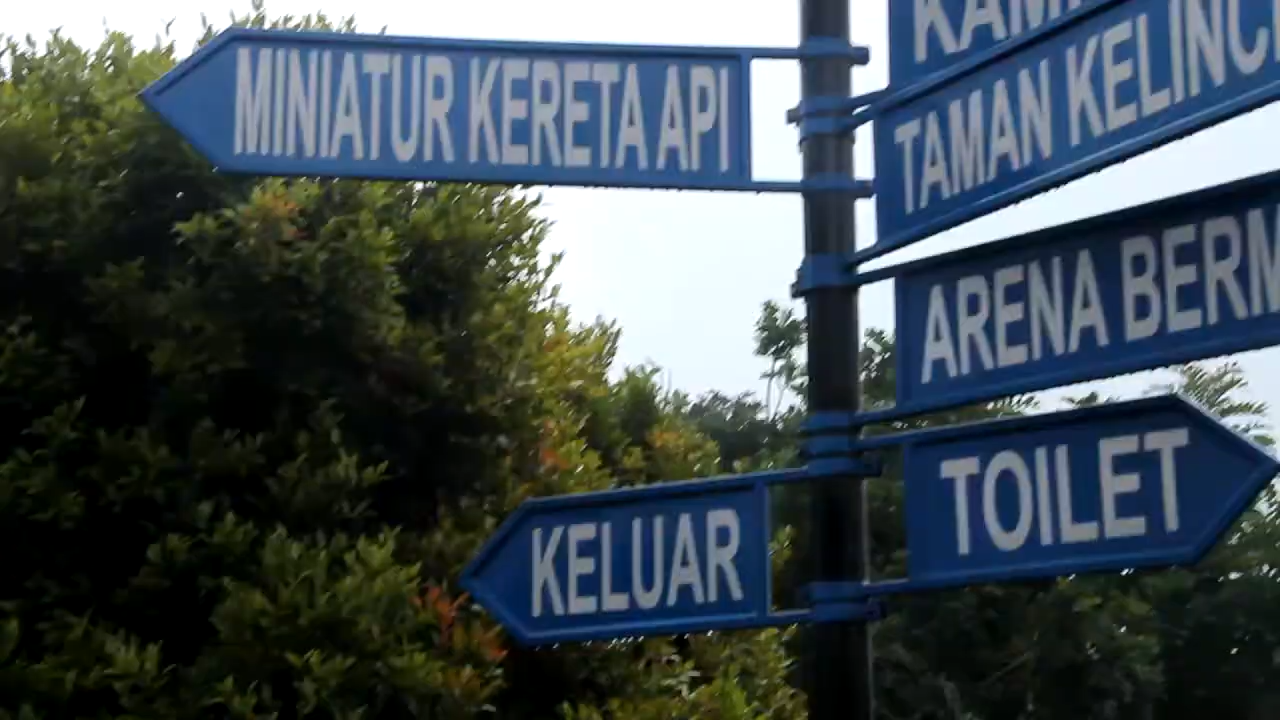 MINIATUR KERETA API
TAMAN KELINC
ARENA BERM
TOILET
KELUAR